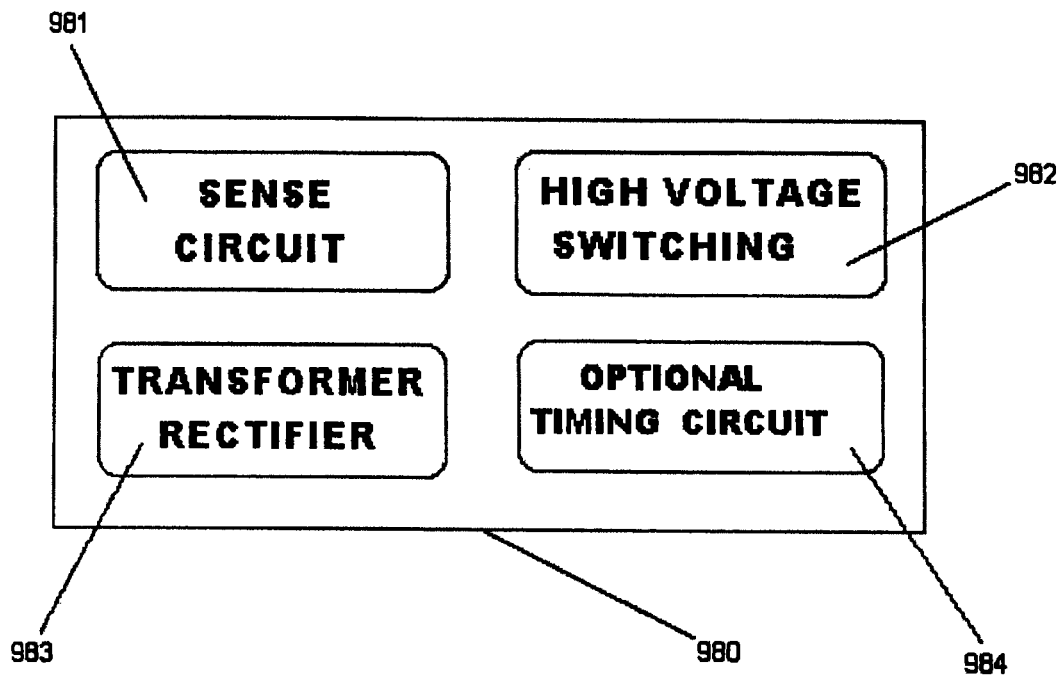 981
SENSE
CIRCUIT
HIGH VOLTAGE
SWITCHING
982
TRANSFORMER
RECTIFIER
OPTIONAL
TIMING CIRCUIT
983
980
984